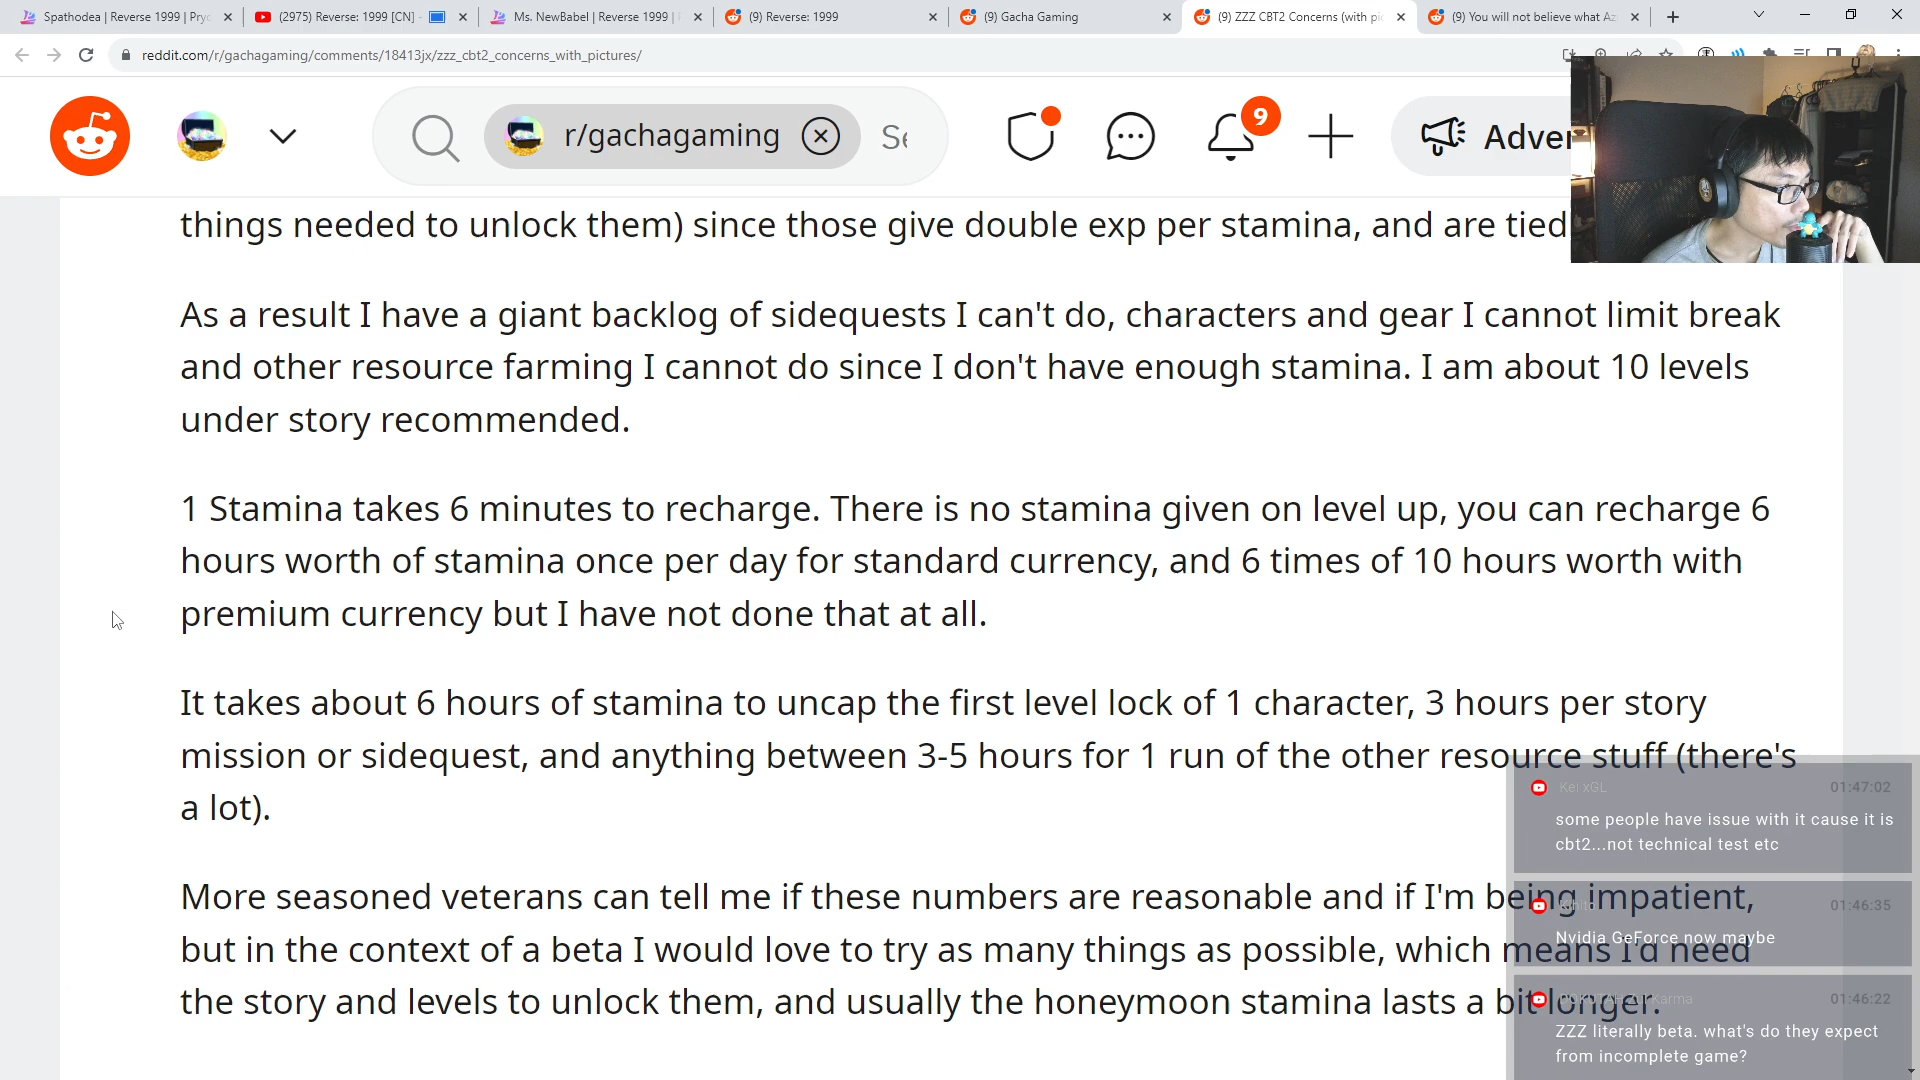 Spathodea | Reverse 1999 | Pryd
(2975) Reverse: 1999 [CN] -
Ms. NewBabel | Reverse 1999 |
(9) Reverse: 1999
(9) Gacha Gaming
(9) ZZZ CBT2 Concerns (with pic
(9) You will not believe what Az
reddit.com/r/gachagaming/comments/18413jx/zzz_cbt2_concerns_with_pictures/
r/gachagaming
Se
9
Adver
things needed to unlock them) since those give double exp per stamina, and are tied
As a result I have a giant backlog of sidequests I can't do, characters and gear I cannot limit break
and other resource farming I cannot do since I don't have enough stamina. I am about 10 levels
under story recommended.
1 Stamina takes 6 minutes to recharge. There is no stamina given on level up, you can recharge 6
hours worth of stamina once per day for standard currency, and 6 times of 10 hours worth with
premium currency but I have not done that at all.
It takes about 6 hours of stamina to uncap the first level lock of 1 character, 3 hours per story
mission or sidequest, and anything between 3-5 hours for 1 run of the other resource stuff (there's
a lot).
More seasoned veterans can tell me if these numbers are reasonable and if I'm being impatient,
but in the context of a beta I would love to try as many things as possible, which means I'd need
the story and levels to unlock them, and usually the honeymoon stamina lasts a bit longer.
Kei xGL 01:47:02
some people have issue with it cause it is
cbt2...not technical test etc
01:46:35
Nvidia GeForce now maybe
Karma 01:46:22
ZZZ literally beta. what's do they expect
from incomplete game?